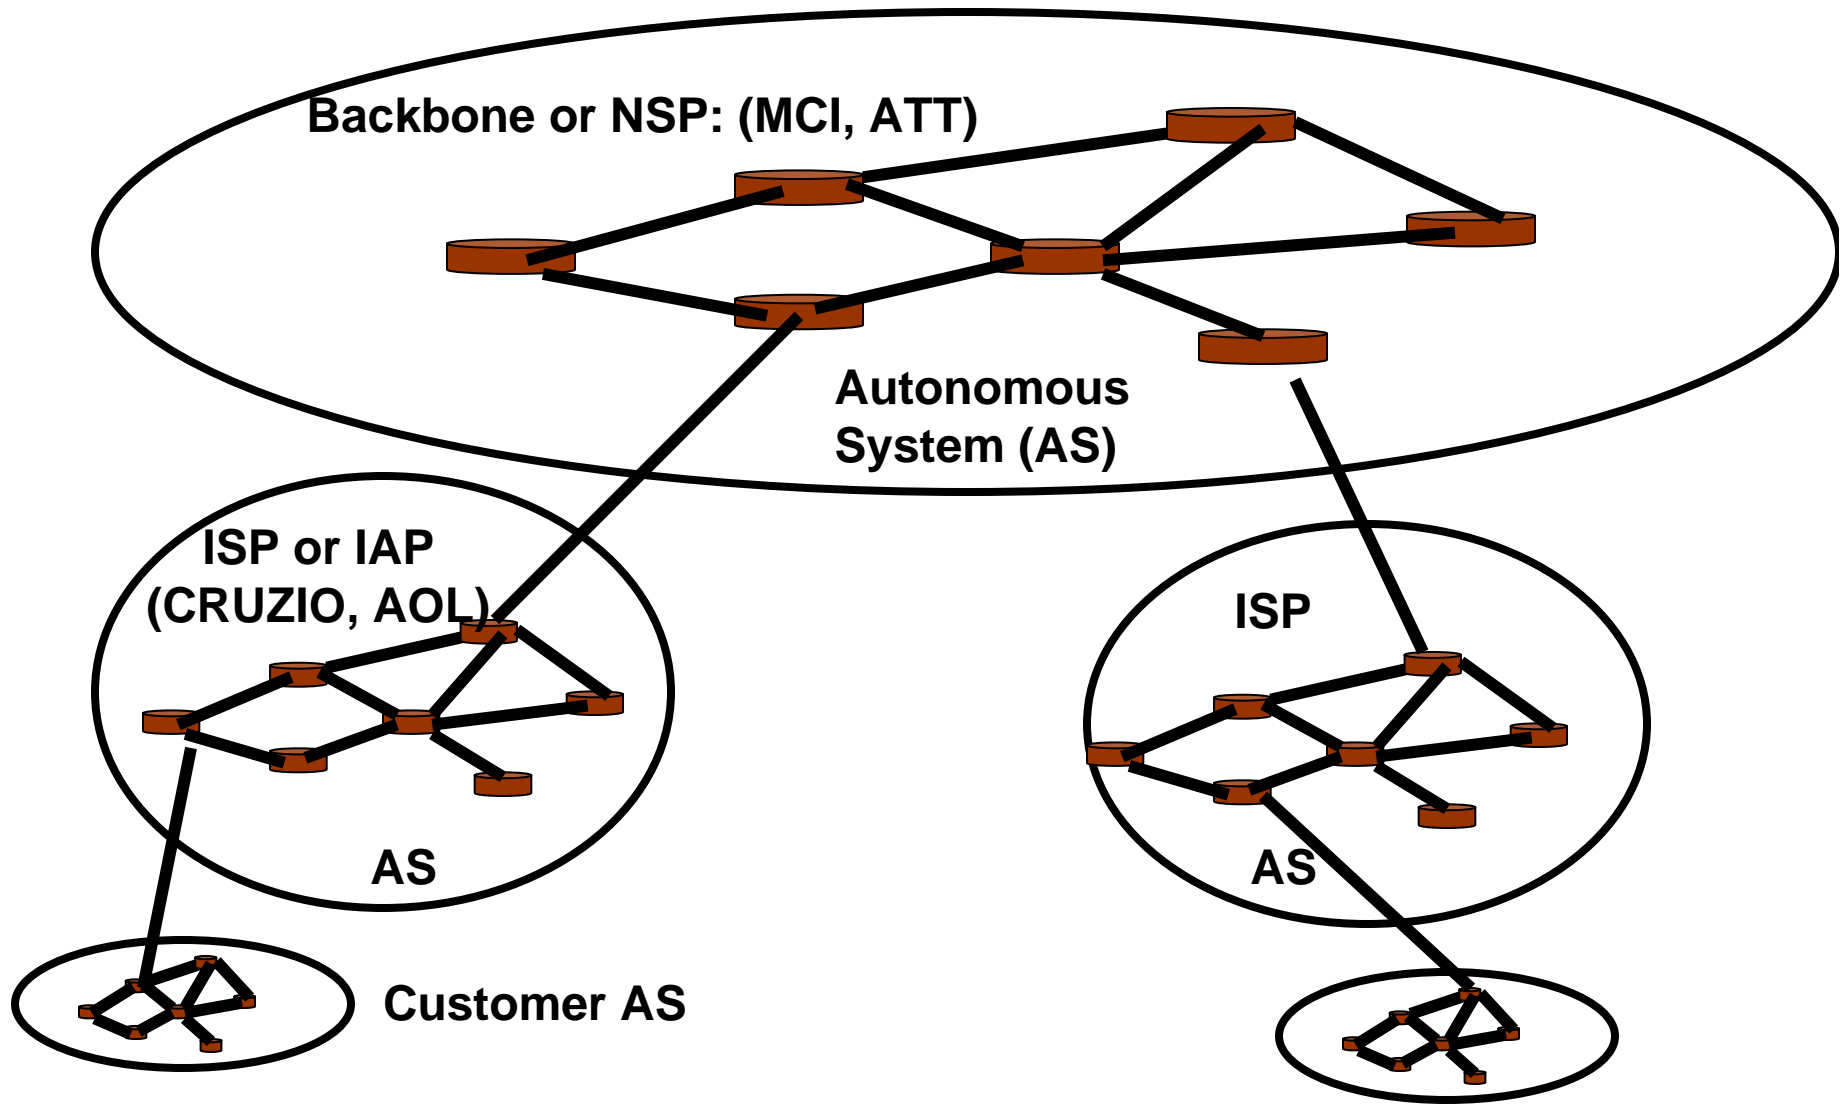 Backbone or NSP: (MCI, ATT)
Autonomous
System (AS)
ISP or IAP
(CRUZIO, AOL)
ISP
AS
AS
Customer AS